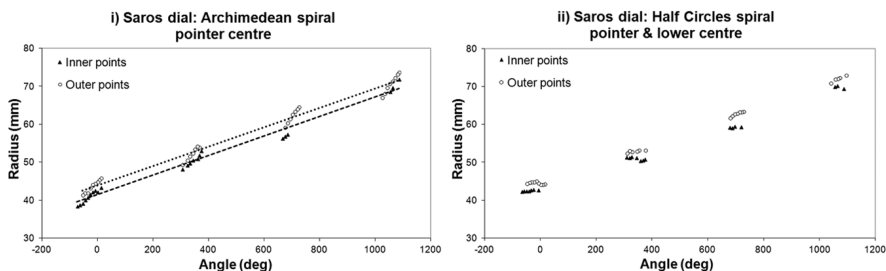 i) Saros dial: Archimedean spiral
pointer centre
80
70
60
50
40
30
Radius (mm)
▲ Inner points
○ Outer points
-200 0 200 400 600 800 1000 1200
Angle (deg)
ii) Saros dial: Half Circles spiral
pointer & lower centre
80
70
60
50
40
30
Radius (mm)
▲ Inner points
○ Outer points
-200 0 200 400 600 800 1000 1200
Angle (deg)